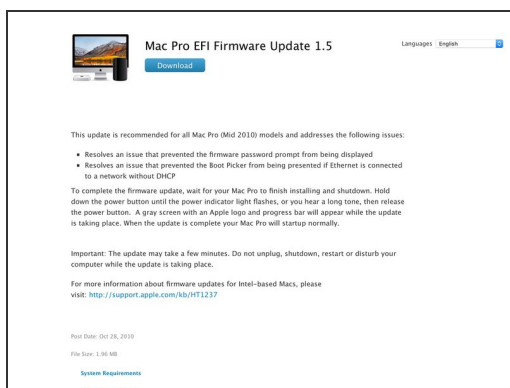 Mac Pro EFI Firmware Update 1.5
Languages English
Download
This update is recommended for all Mac Pro (Mid 2010) models and addresses the following issues:
Resolves an issue that prevented the firmware password prompt from being displayed
Resolves an issue that prevented the Boot Picker from being presented if Ethernet is connected
to a network without DHCP
To complete the firmware update, wait for your Mac Pro to finish installing and shutdown. Hold
down the power button until the power indicator light flashes, or you hear a long tone, then release
the power button. A gray screen with an Apple logo and progress bar will appear while the update
is taking place. When the update is complete your Mac Pro will startup normally.
Important: The update may take a few minutes. Do not unplug, shutdown, restart or disturb your
computer while the update is taking place.
For more information about firmware updates for Intel-based Macs, please
visit: http://support.apple.com/kb/HT1237
Post Date: Oct 28, 2010
File Size: 1.96 MB
System Requirements